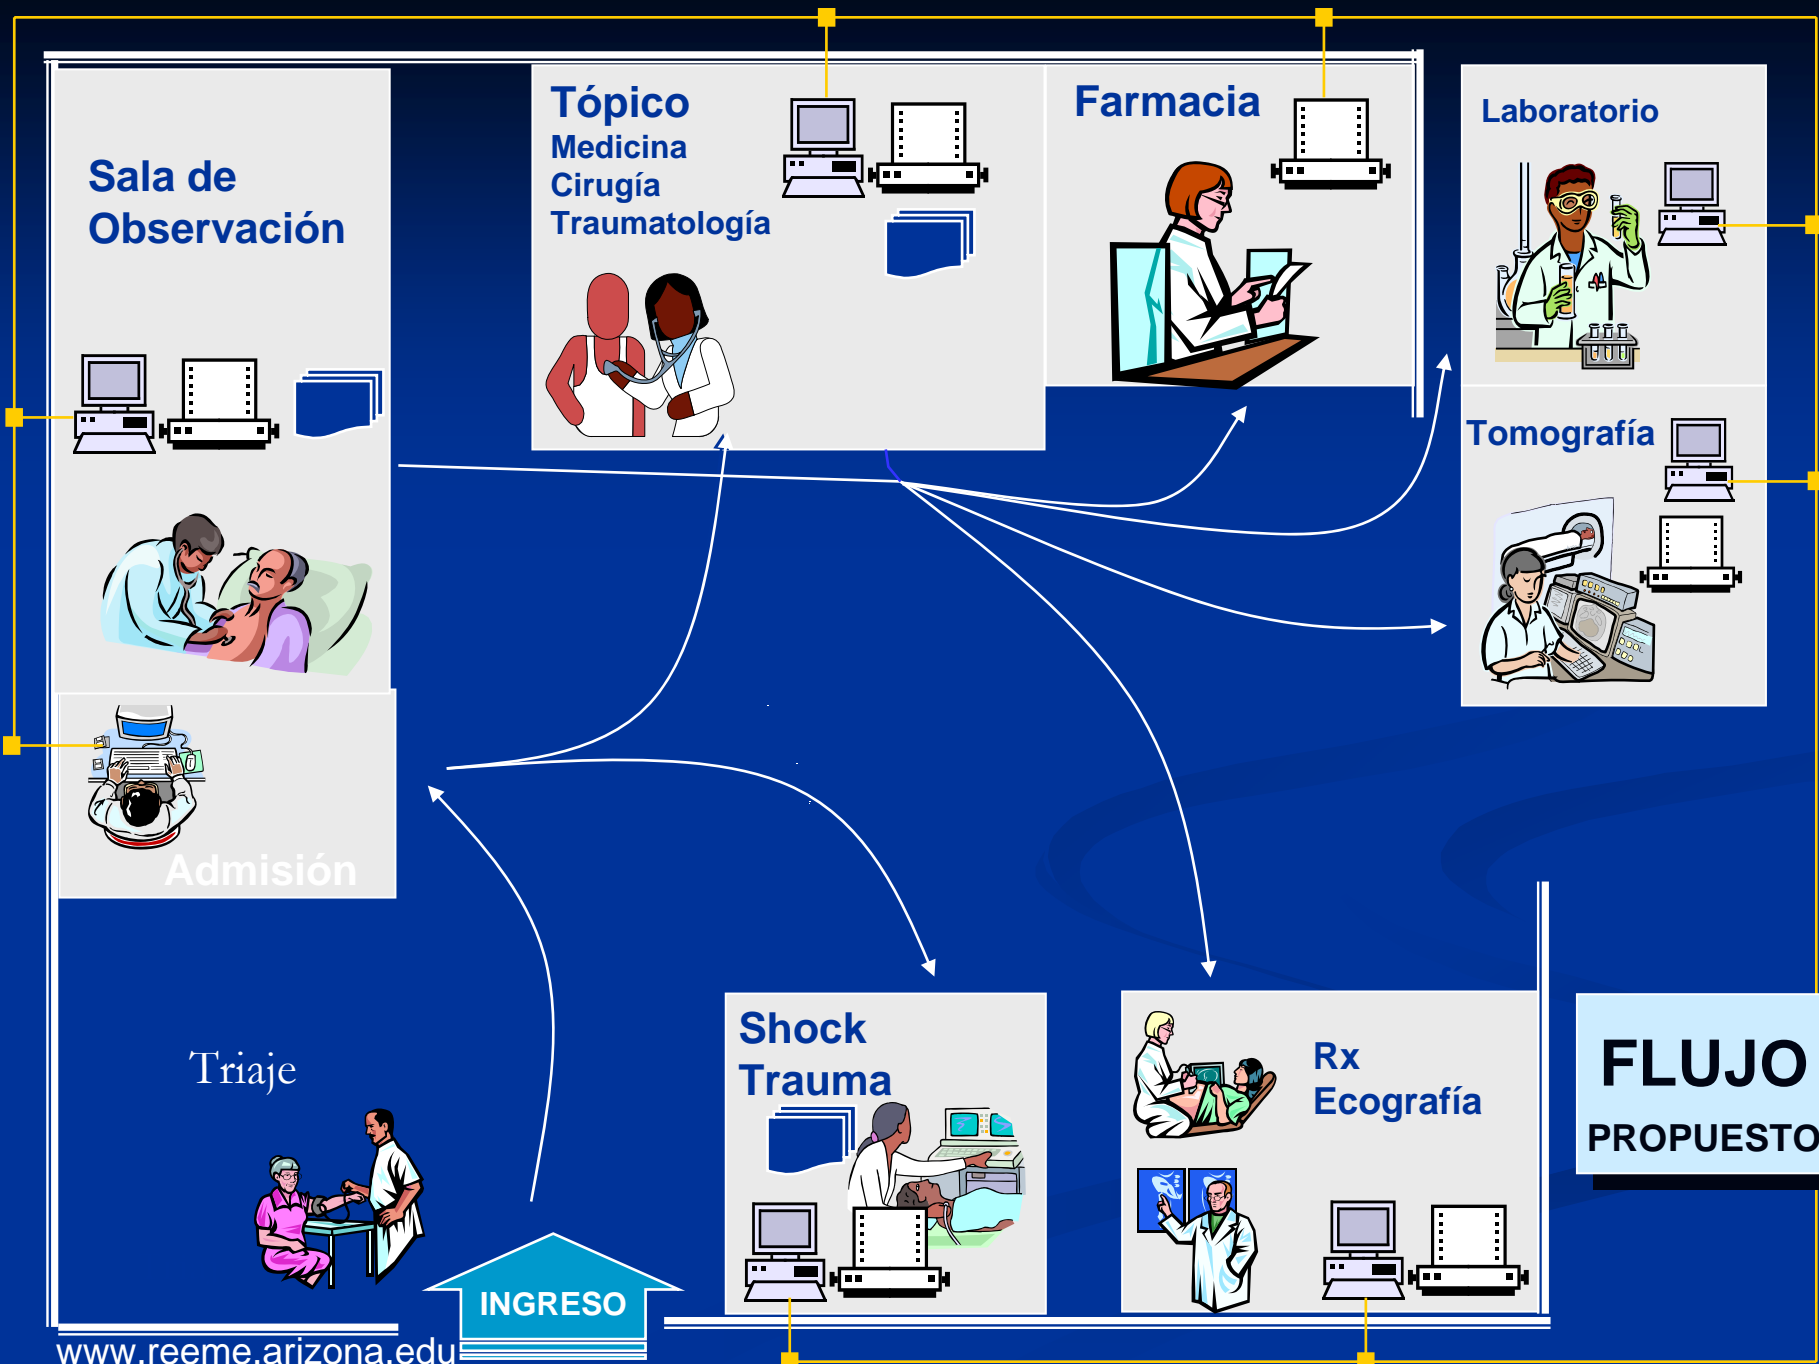 Sala de
Observación
Tópico
Medicina
Cirugía
Traumatología
Farmacia
Laboratorio
Tomografía
Admisión
Triaje
Shock
Trauma
Rx
Ecografía
FLUJO
PROPUESTO
INGRESO
www.reeme.arizona.edu